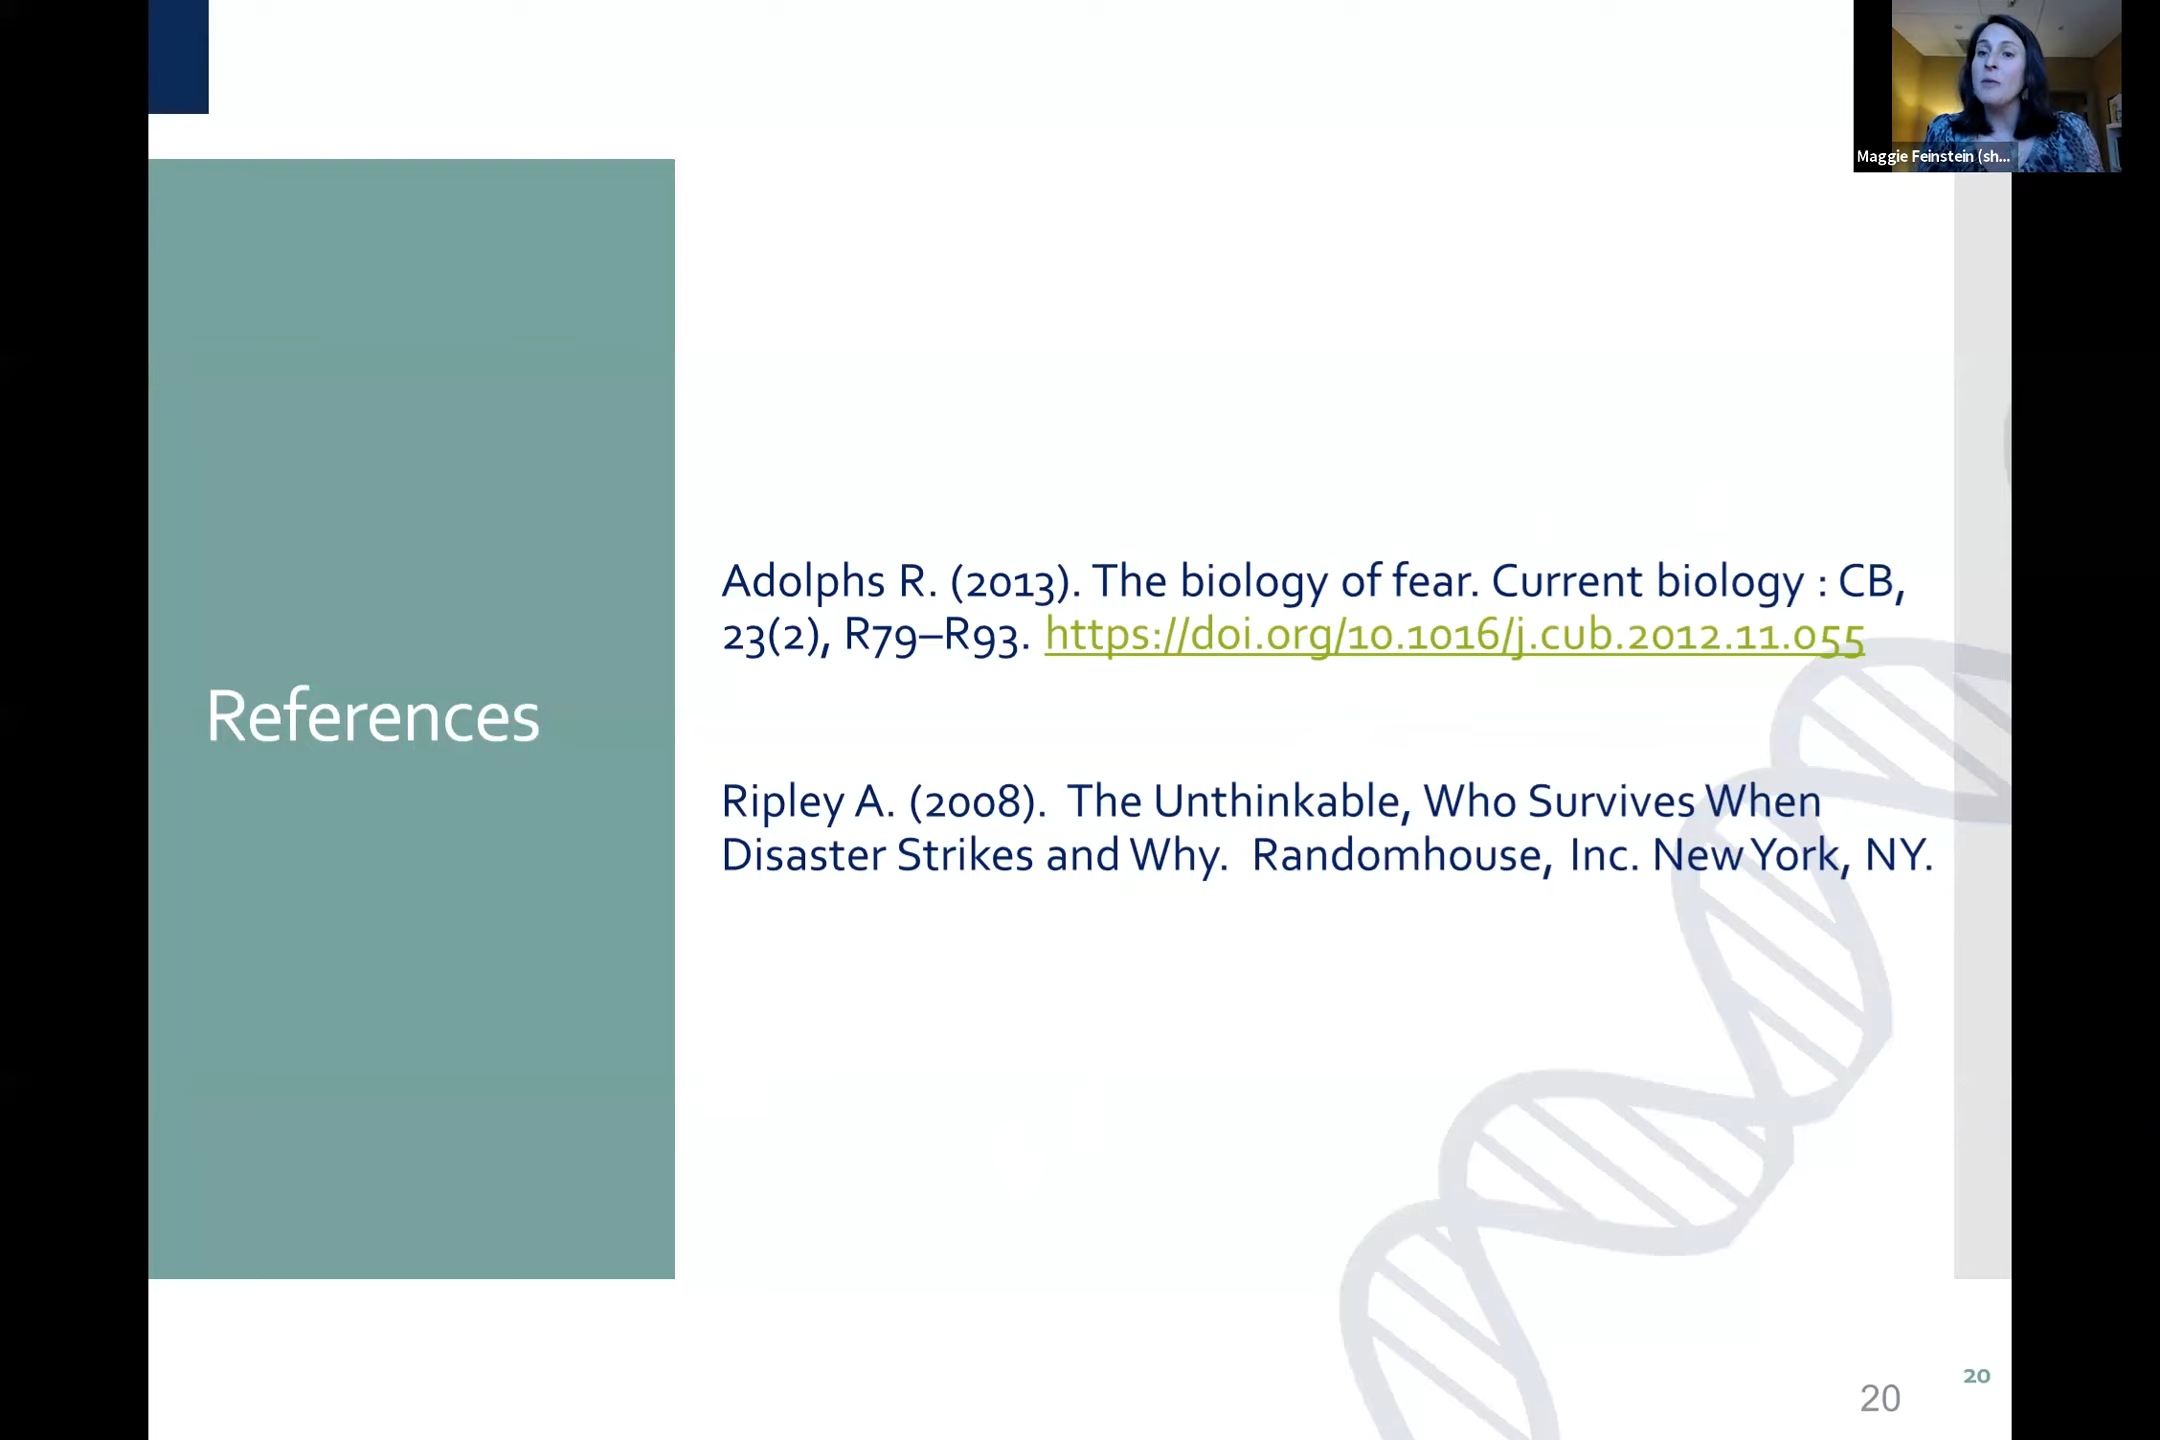 Maggie Feinstein (sh...
References
Adolphs R. (2013). The biology of fear. Current biology : CB,
23(2), R79–R93. https://doi.org/10.1016/j.cub.2012.11.055
Ripley A. (2008).  The Unthinkable, Who Survives When
Disaster Strikes and Why.  Randomhouse, Inc. New York, NY.
20
20